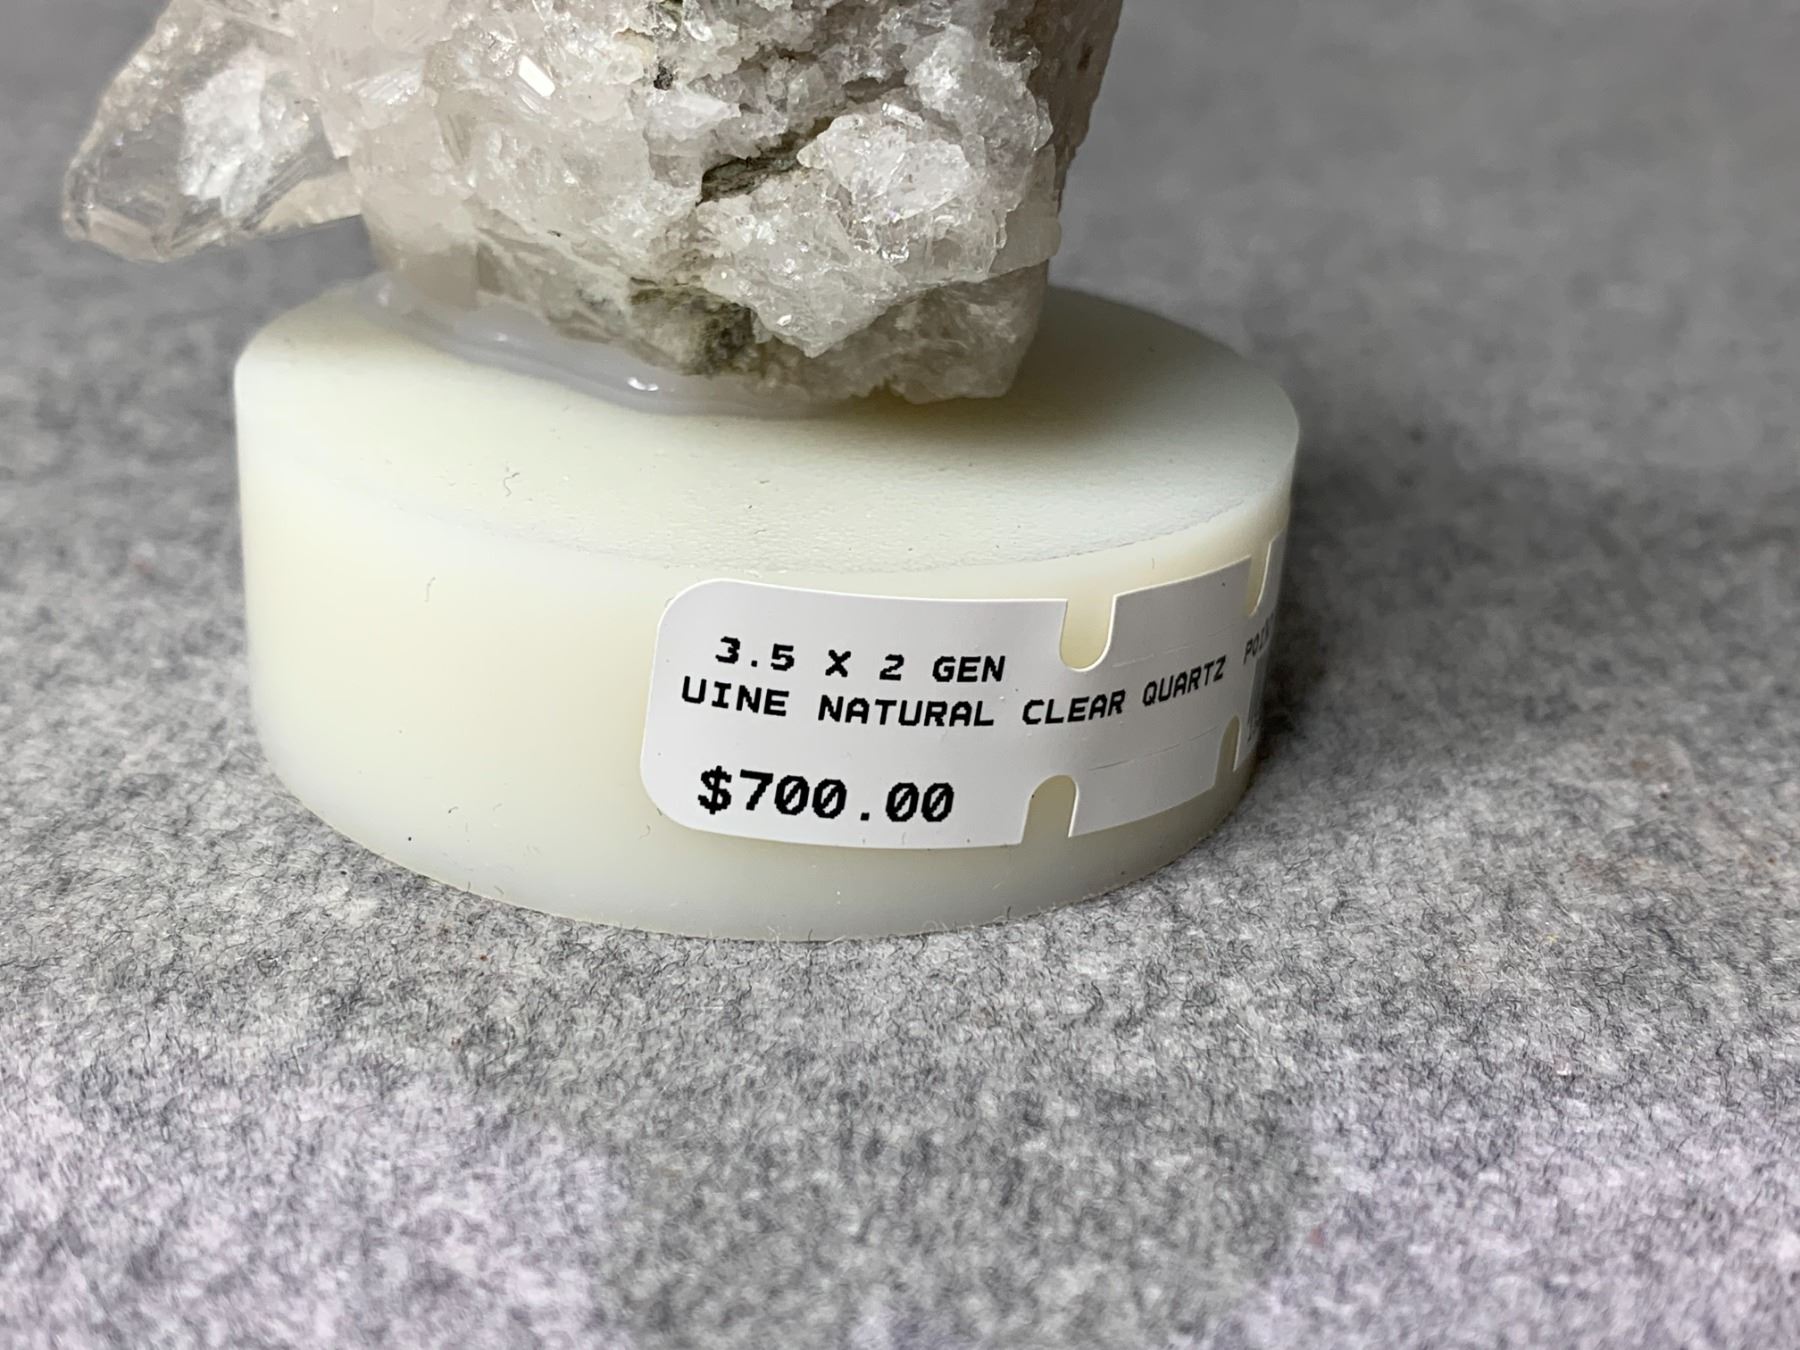 3.5 X 2 GEN
UINE NATURAL CLEAR QUARTZ
$700.00